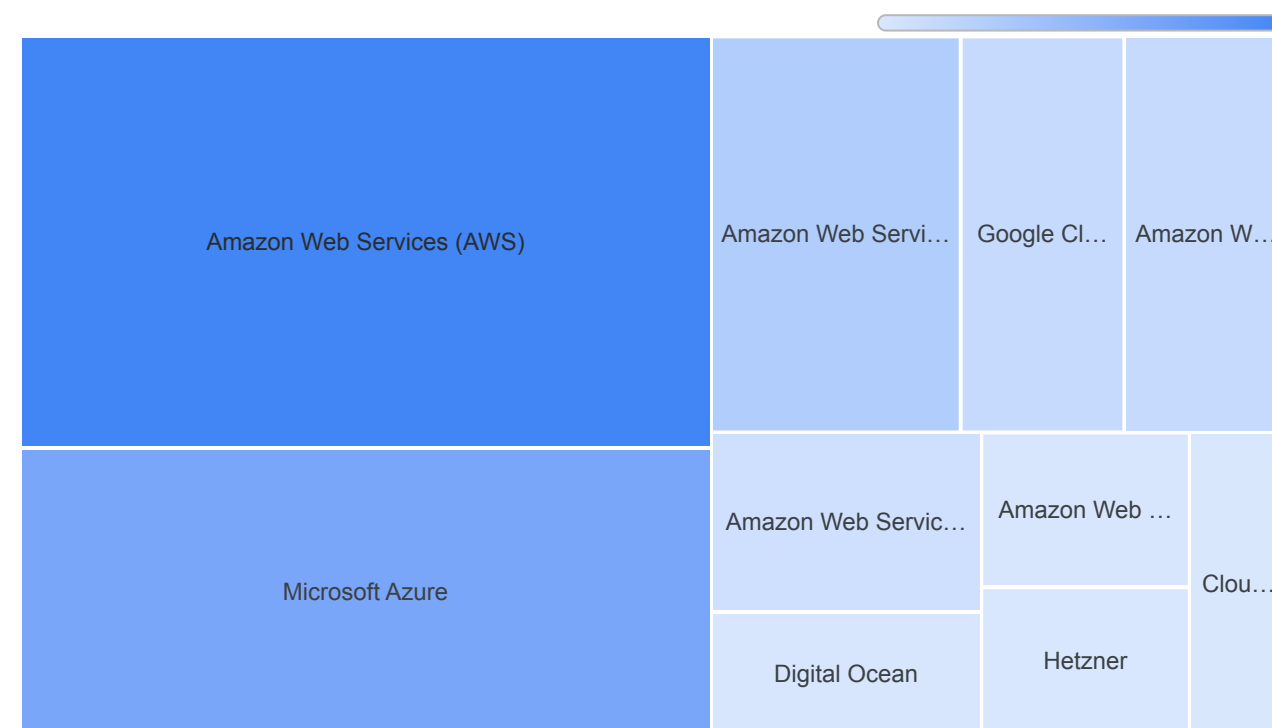 Amazon Web Services (AWS)
Amazon Web Servi…
Google Cl…
Amazon W…
Microsoft Azure
Amazon Web Servic…
Amazon Web …
Clou…
Digital Ocean
Hetzner